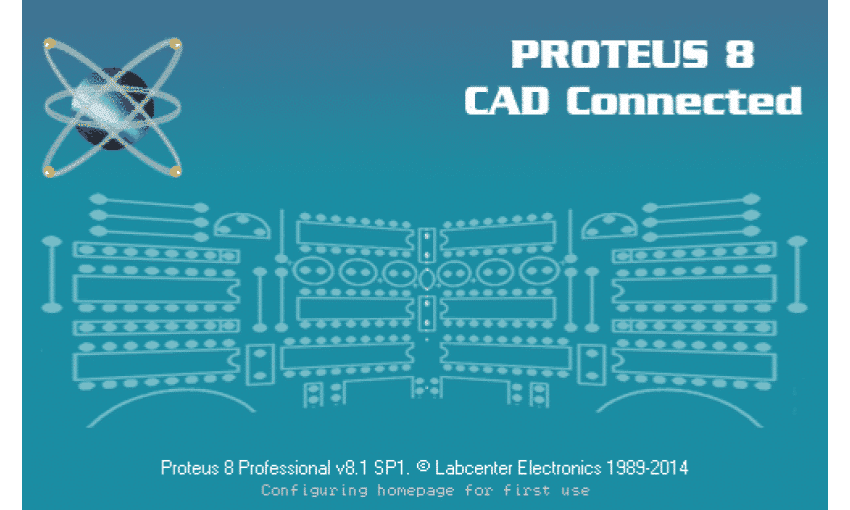 PROTEUS 8
CAD Connected
Proteus 8 Professional v8.1 SP1. © Labcenter Electronics 1989-2014
Configuring homepage for first use